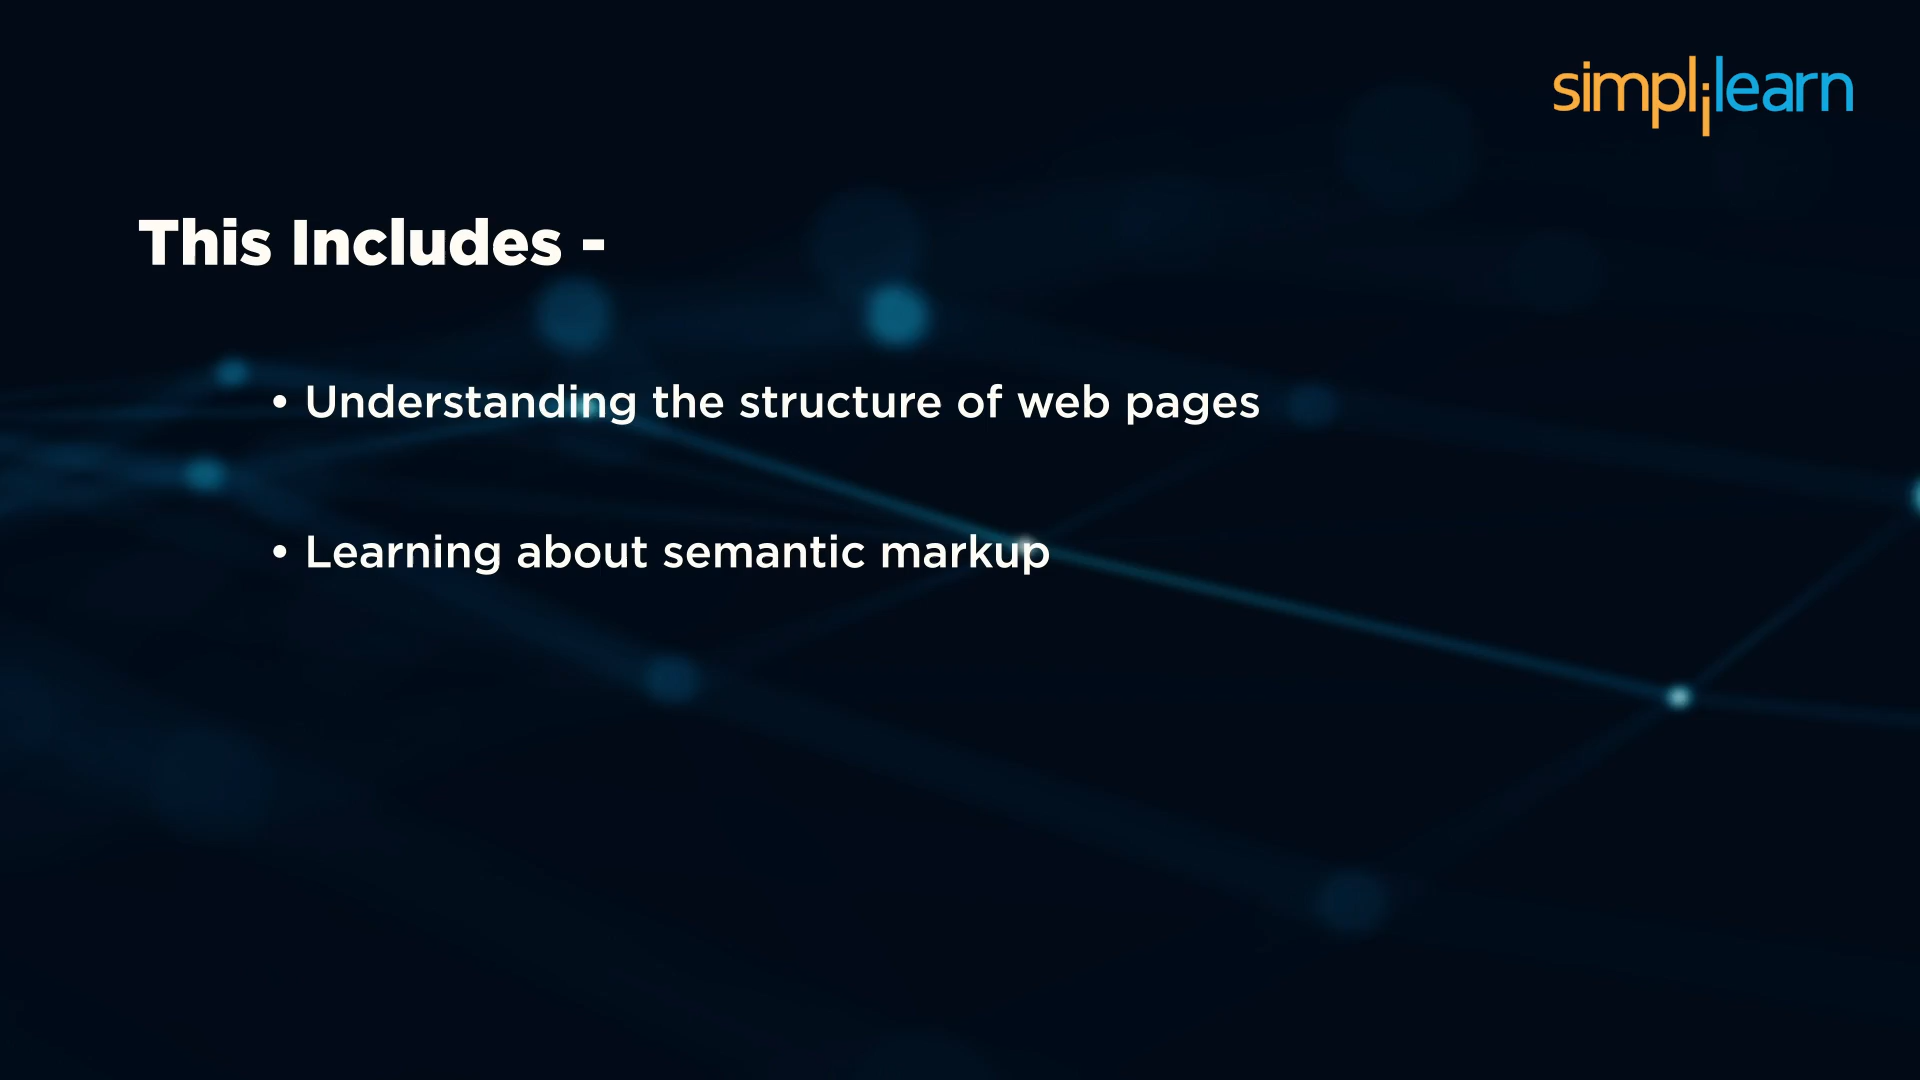 simplilearn
This Includes -
• Understanding the structure of web pages
• Learning about semantic markup